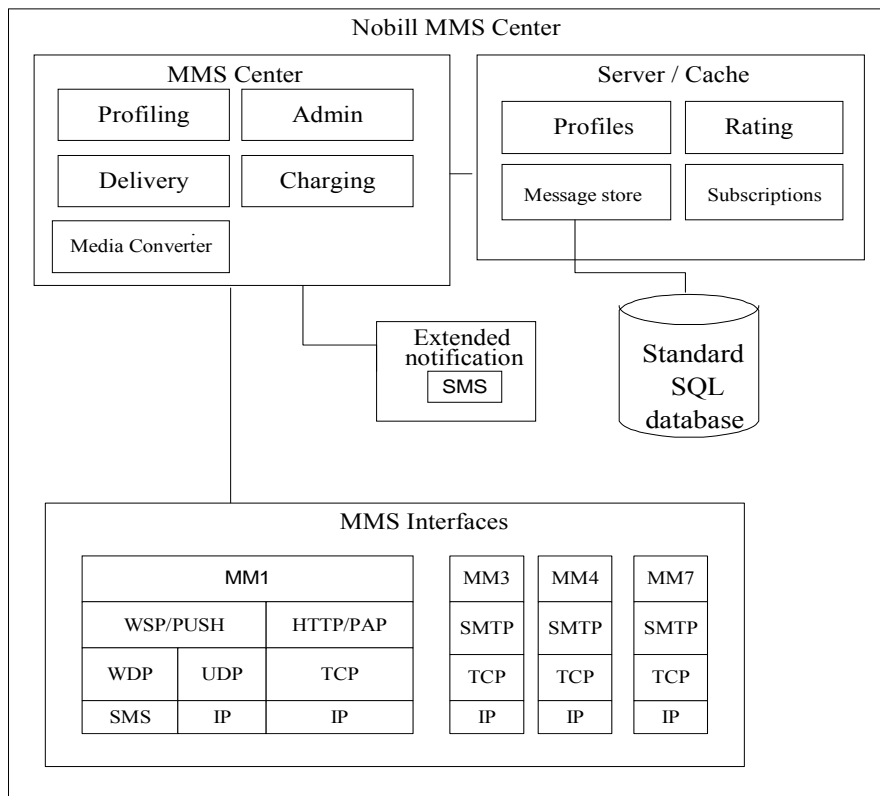 Nobill MMS Center
MMS Center
Profiling
Admin
Delivery
Charging
Media Converter
Server / Cache
Profiles
Rating
Message store
Subscriptions
Extended
notification
SMS
Standard
SQL
database
MMS Interfaces
MM1
WSP/PUSH
HTTP/PAP
WDP
UDP
TCP
SMS
IP
IP
MM3
SMTP
TCP
IP
MM4
SMTP
TCP
IP
MM7
SMTP
TCP
IP